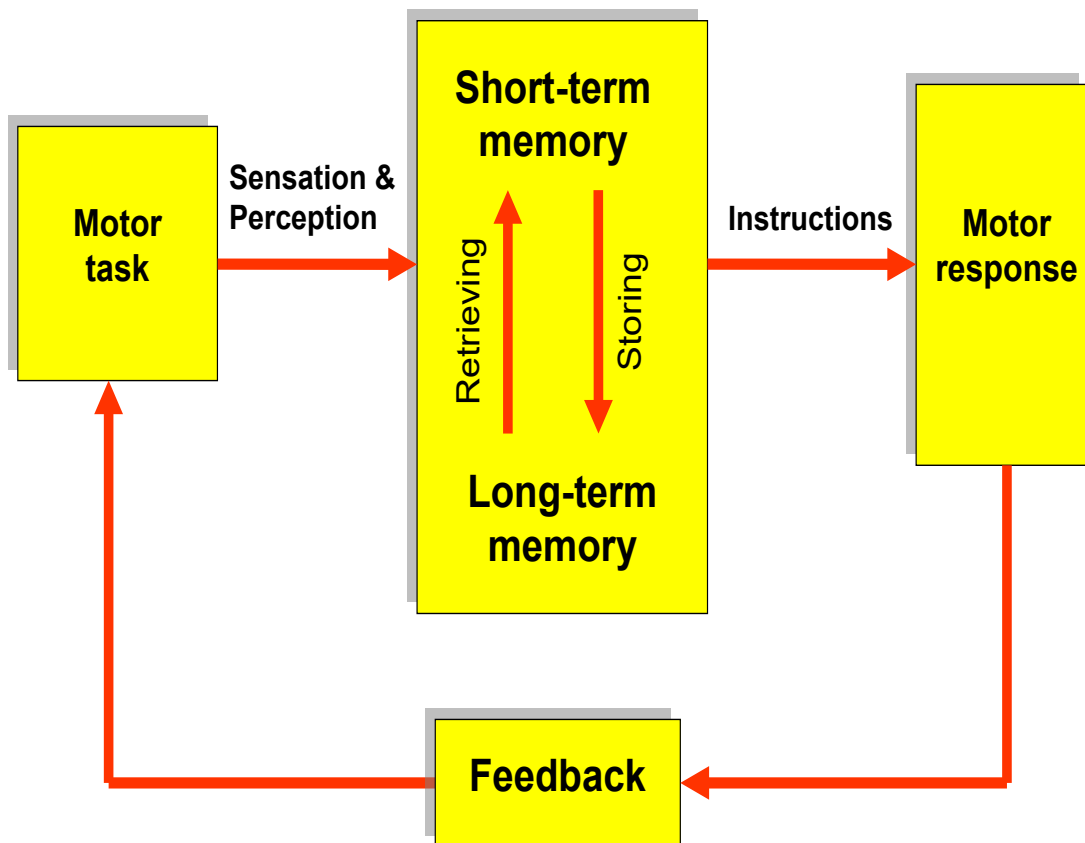 Motor
task
Sensation &
Perception
Short-term
memory
Retrieving
Storing
Long-term
memory
Instructions
Motor
response
Feedback